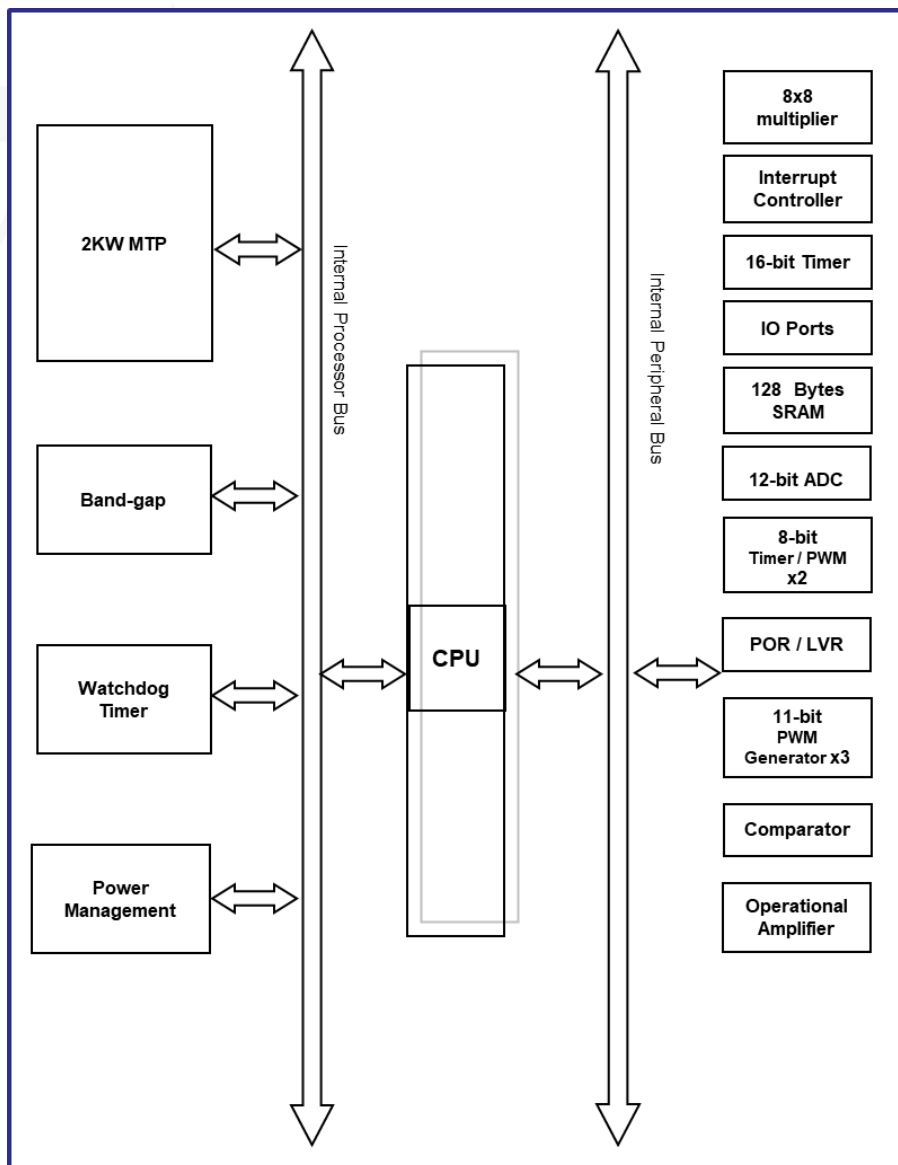 2KW MTP
Band-gap
Watchdog
Timer
Power
Management
Internal Processor Bus
CPU
Internal Peripheral Bus
8x8
multiplier
Interrupt
Controller
16-bit Timer
IO Ports
128 Bytes
SRAM
12-bit ADC
8-bit
Timer / PWM
x2
POR / LVR
11-bit
PWM
Generator x3
Comparator
Operational
Amplifier